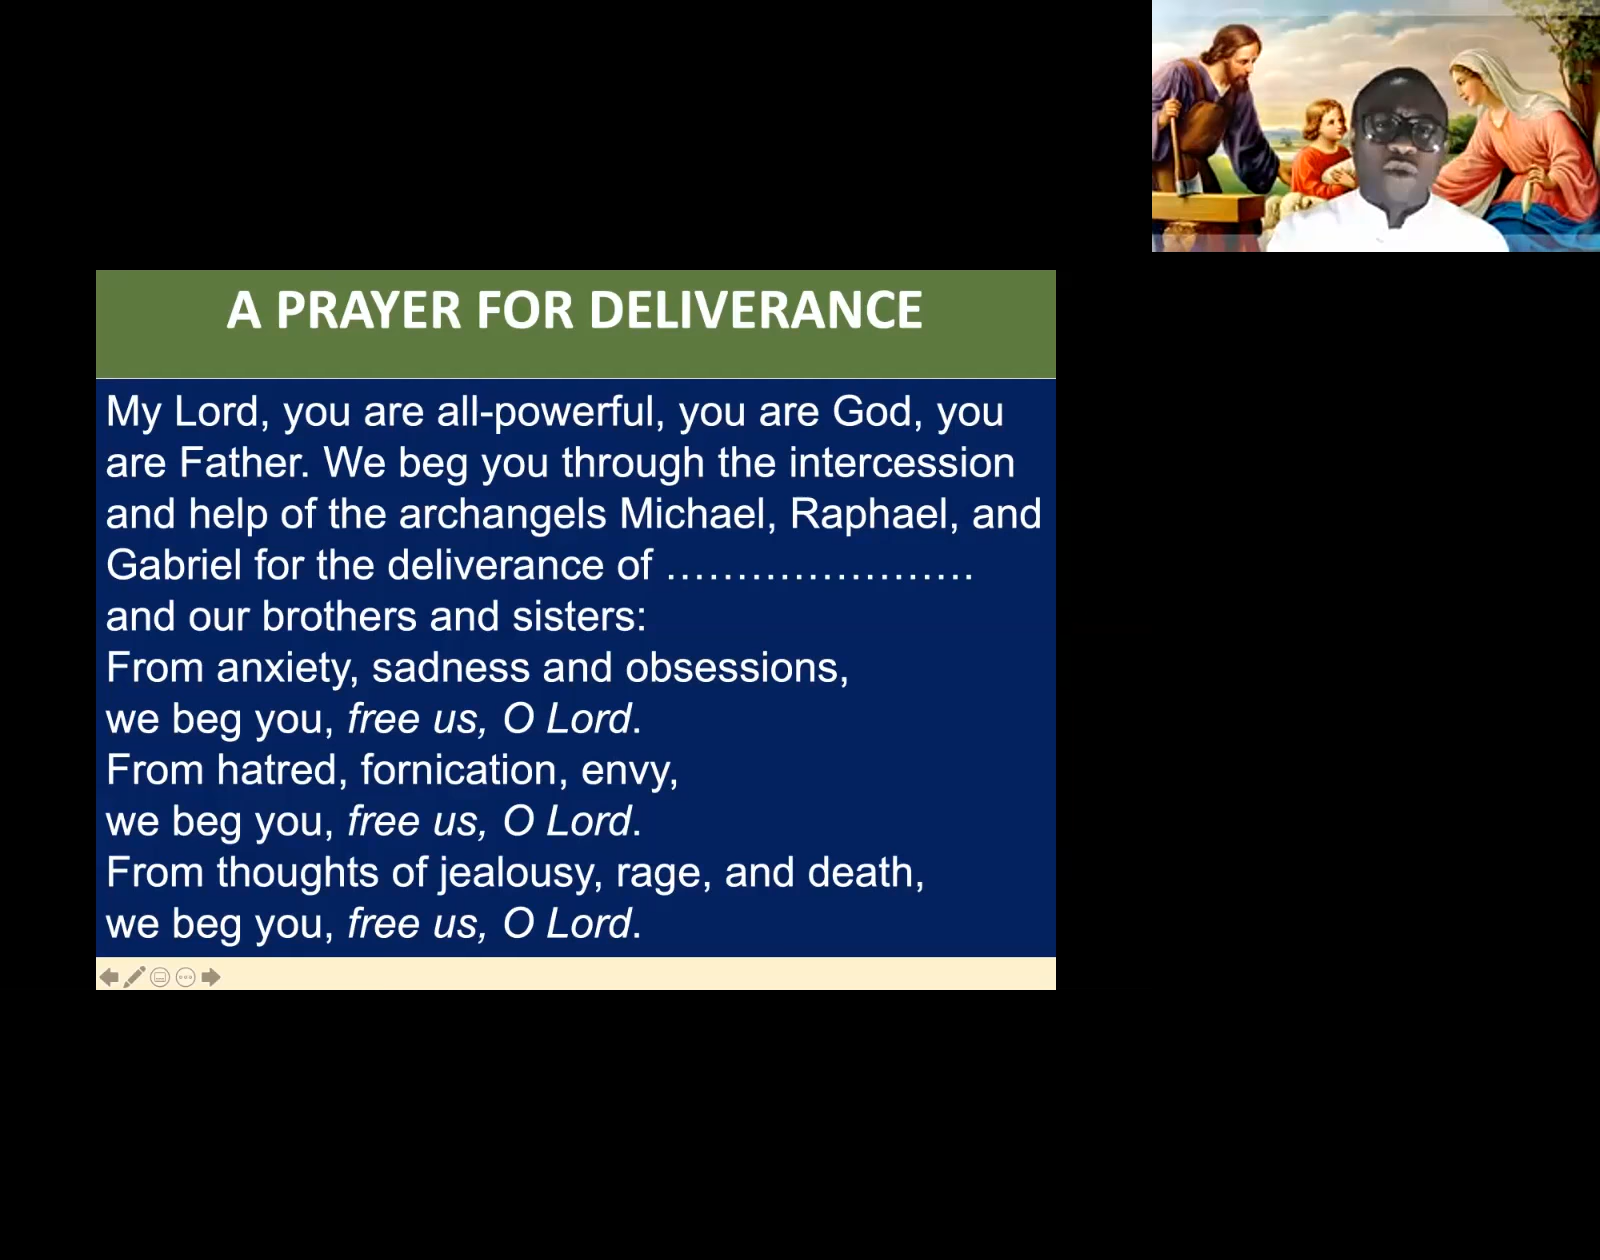 A PRAYER FOR DELIVERANCE
My Lord, you are all-powerful, you are God, you
are Father. We beg you through the intercession
and help of the archangels Michael, Raphael, and
Gabriel for the deliverance of ......................
and our brothers and sisters:
From anxiety, sadness and obsessions,
we beg you, free us, O Lord.
From hatred, fornication, envy,
we beg you, free us, O Lord.
From thoughts of jealousy, rage, and death,
we beg you, free us, O Lord.